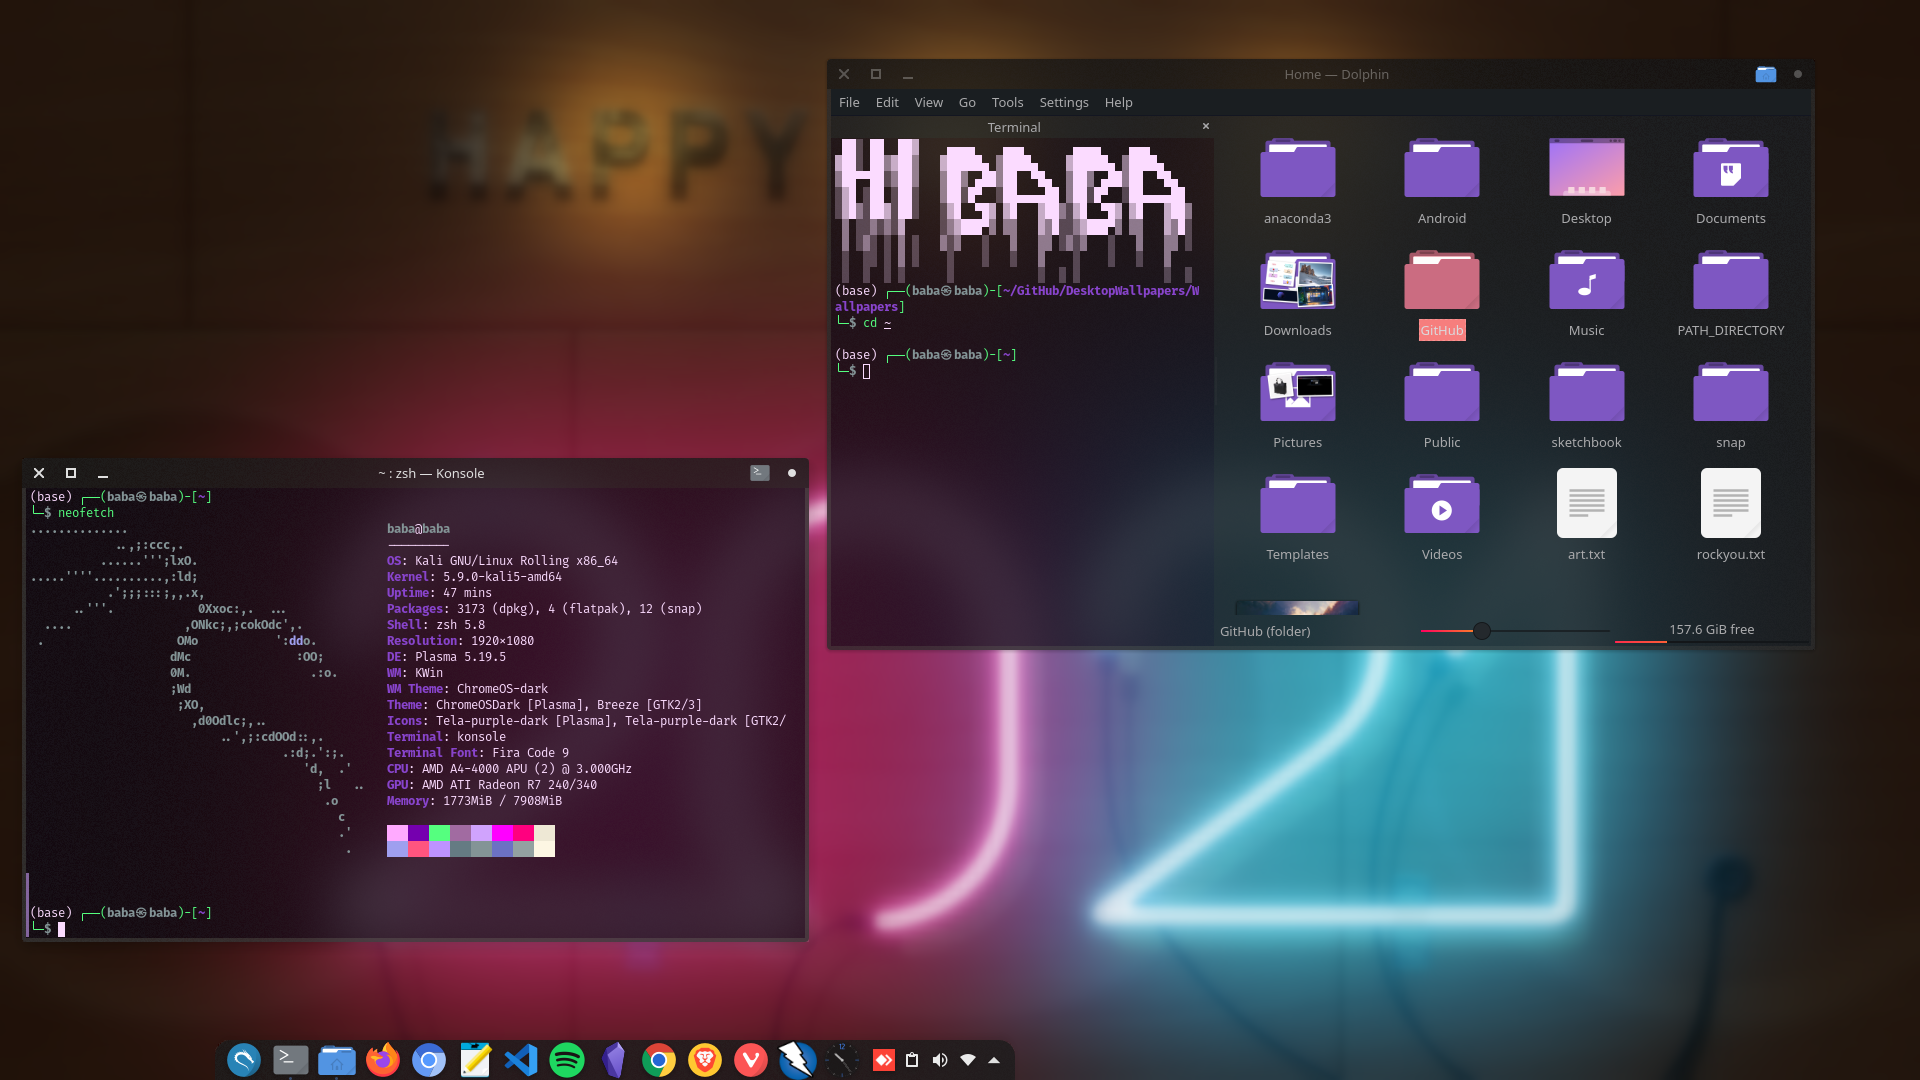 HAPPY
Home — Dolphin
File Edit View Go Tools Settings Help
Terminal
HI BABA
(base) ┌──(baba㉿baba)-[~/GitHub/DesktopWallpapers/W
allpapers]
└─$ cd ~
(base) ┌──(baba㉿baba)-[~]
└─$
anaconda3 Android Desktop Documents
Downloads GitHub Music PATH_DIRECTORY
Pictures Public sketchbook snap
Templates Videos art.txt rockyou.txt
GitHub (folder) 157.6 GiB free
~ : zsh — Konsole
(base) ┌──(baba㉿baba)-[~]
└─$ neofetch
baba@baba
---------
OS: Kali GNU/Linux Rolling x86_64
Kernel: 5.9.0-kali5-amd64
Uptime: 47 mins
Packages: 3173 (dpkg), 4 (flatpak), 12 (snap)
Shell: zsh 5.8
Resolution: 1920×1080
DE: Plasma 5.19.5
WM: KWin
WM Theme: ChromeOS-dark
Theme: ChromeOSDark [Plasma], Breeze [GTK2/3]
Icons: Tela-purple-dark [Plasma], Tela-purple-dark [GTK2/
Terminal: konsole
Terminal Font: Fira Code 9
CPU: AMD A4-4000 APU (2) @ 3.000GHz
GPU: AMD ATI Radeon R7 240/340
Memory: 1773MiB / 7908MiB
(base) ┌──(baba㉿baba)-[~]
└─$
12